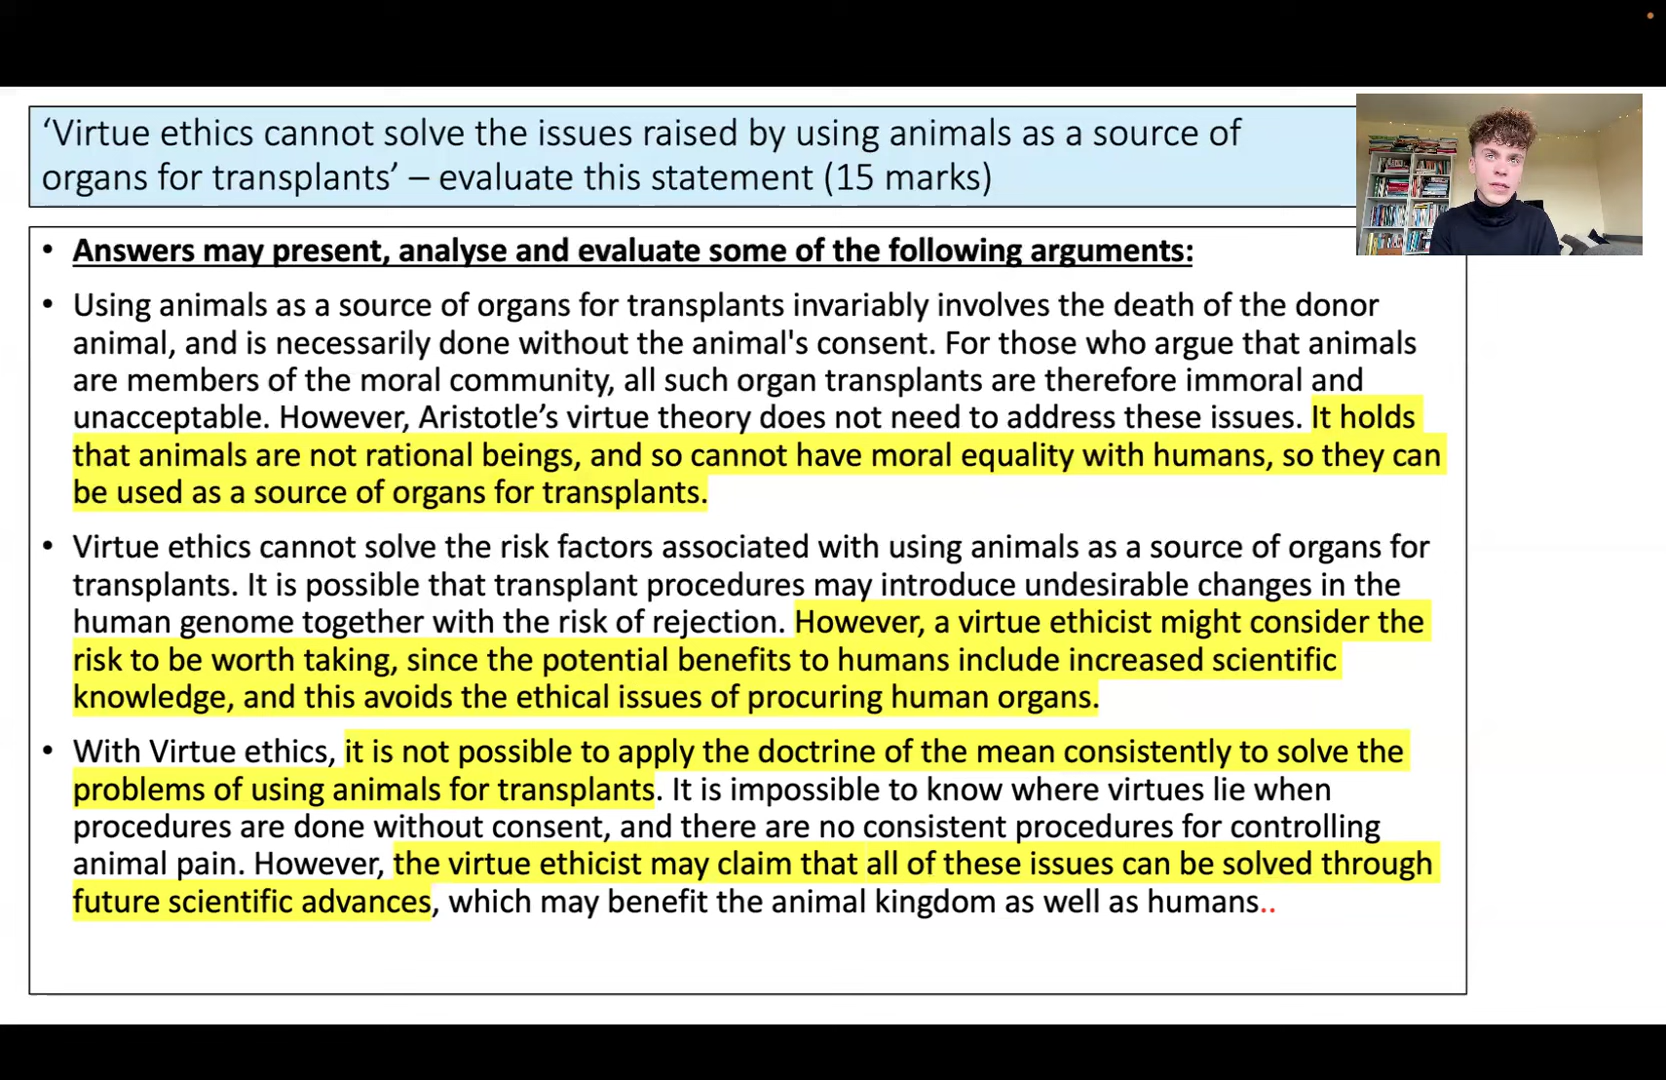 ‘Virtue ethics cannot solve the issues raised by using animals as a source of
organs for transplants’ – evaluate this statement (15 marks)
• Answers may present, analyse and evaluate some of the following arguments:
• Using animals as a source of organs for transplants invariably involves the death of the donor
animal, and is necessarily done without the animal's consent. For those who argue that animals
are members of the moral community, all such organ transplants are therefore immoral and
unacceptable. However, Aristotle’s virtue theory does not need to address these issues. It holds
that animals are not rational beings, and so cannot have moral equality with humans, so they can
be used as a source of organs for transplants.
• Virtue ethics cannot solve the risk factors associated with using animals as a source of organs for
transplants. It is possible that transplant procedures may introduce undesirable changes in the
human genome together with the risk of rejection. However, a virtue ethicist might consider the
risk to be worth taking, since the potential benefits to humans include increased scientific
knowledge, and this avoids the ethical issues of procuring human organs.
• With Virtue ethics, it is not possible to apply the doctrine of the mean consistently to solve the
problems of using animals for transplants. It is impossible to know where virtues lie when
procedures are done without consent, and there are no consistent procedures for controlling
animal pain. However, the virtue ethicist may claim that all of these issues can be solved through
future scientific advances, which may benefit the animal kingdom as well as humans..